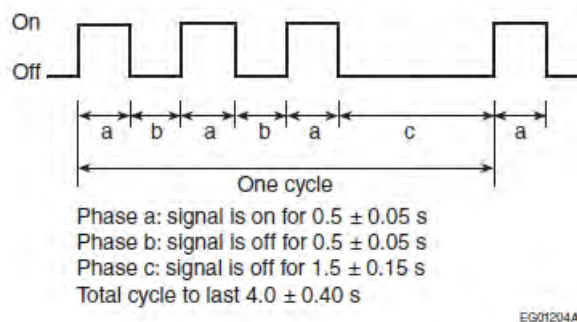 On
Off
a b a b a c a
One cycle
Phase a: signal is on for 0.5 ± 0.05 s
Phase b: signal is off for 0.5 ± 0.05 s
Phase c: signal is off for 1.5 ± 0.15 s
Total cycle to last 4.0 ± 0.40 s
EG01204A